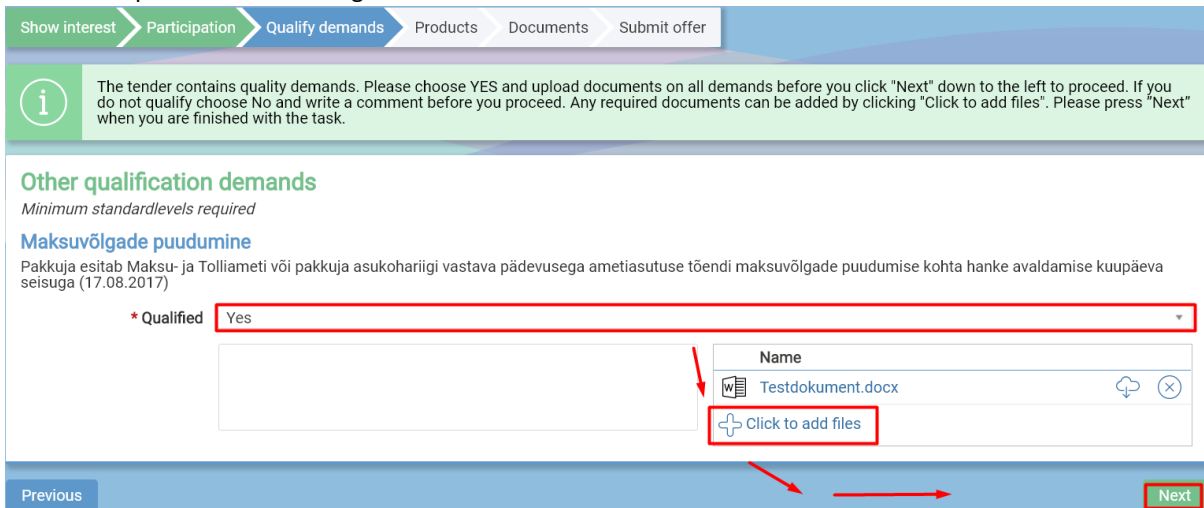 Show interest Participation Qualify demands Products Documents Submit offer
The tender contains quality demands. Please choose YES and upload documents on all demands before you click "Next" down to the left to proceed. If you
do not qualify choose No and write a comment before you proceed. Any required documents can be added by clicking "Click to add files". Please press "Next"
when you are finished with the task.
Other qualification demands
Minimum standardlevels required
Maksuvõlgade puudumine
Pakkuja esitab Maksu- ja Tolliameti või pakkuja asukohariigi vastava pädevusega ametiasutuse tõendi maksuvõlgade puudumise kohta hanke avaldamise kuupäeva
seisuga (17.08.2017)
* Qualified Yes
Name
Testdokument.docx
Click to add files
Previous Next